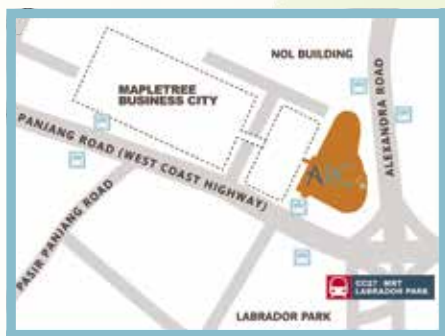 NOL BUILDING
MAPLETREE
BUSINESS CITY
ALEXANDRA ROAD
PANJANG ROAD (WEST COAST HIGHWAY)
PASIR PANJANG ROAD
CC27 MRT
LABRADOR PARK
LABRADOR PARK